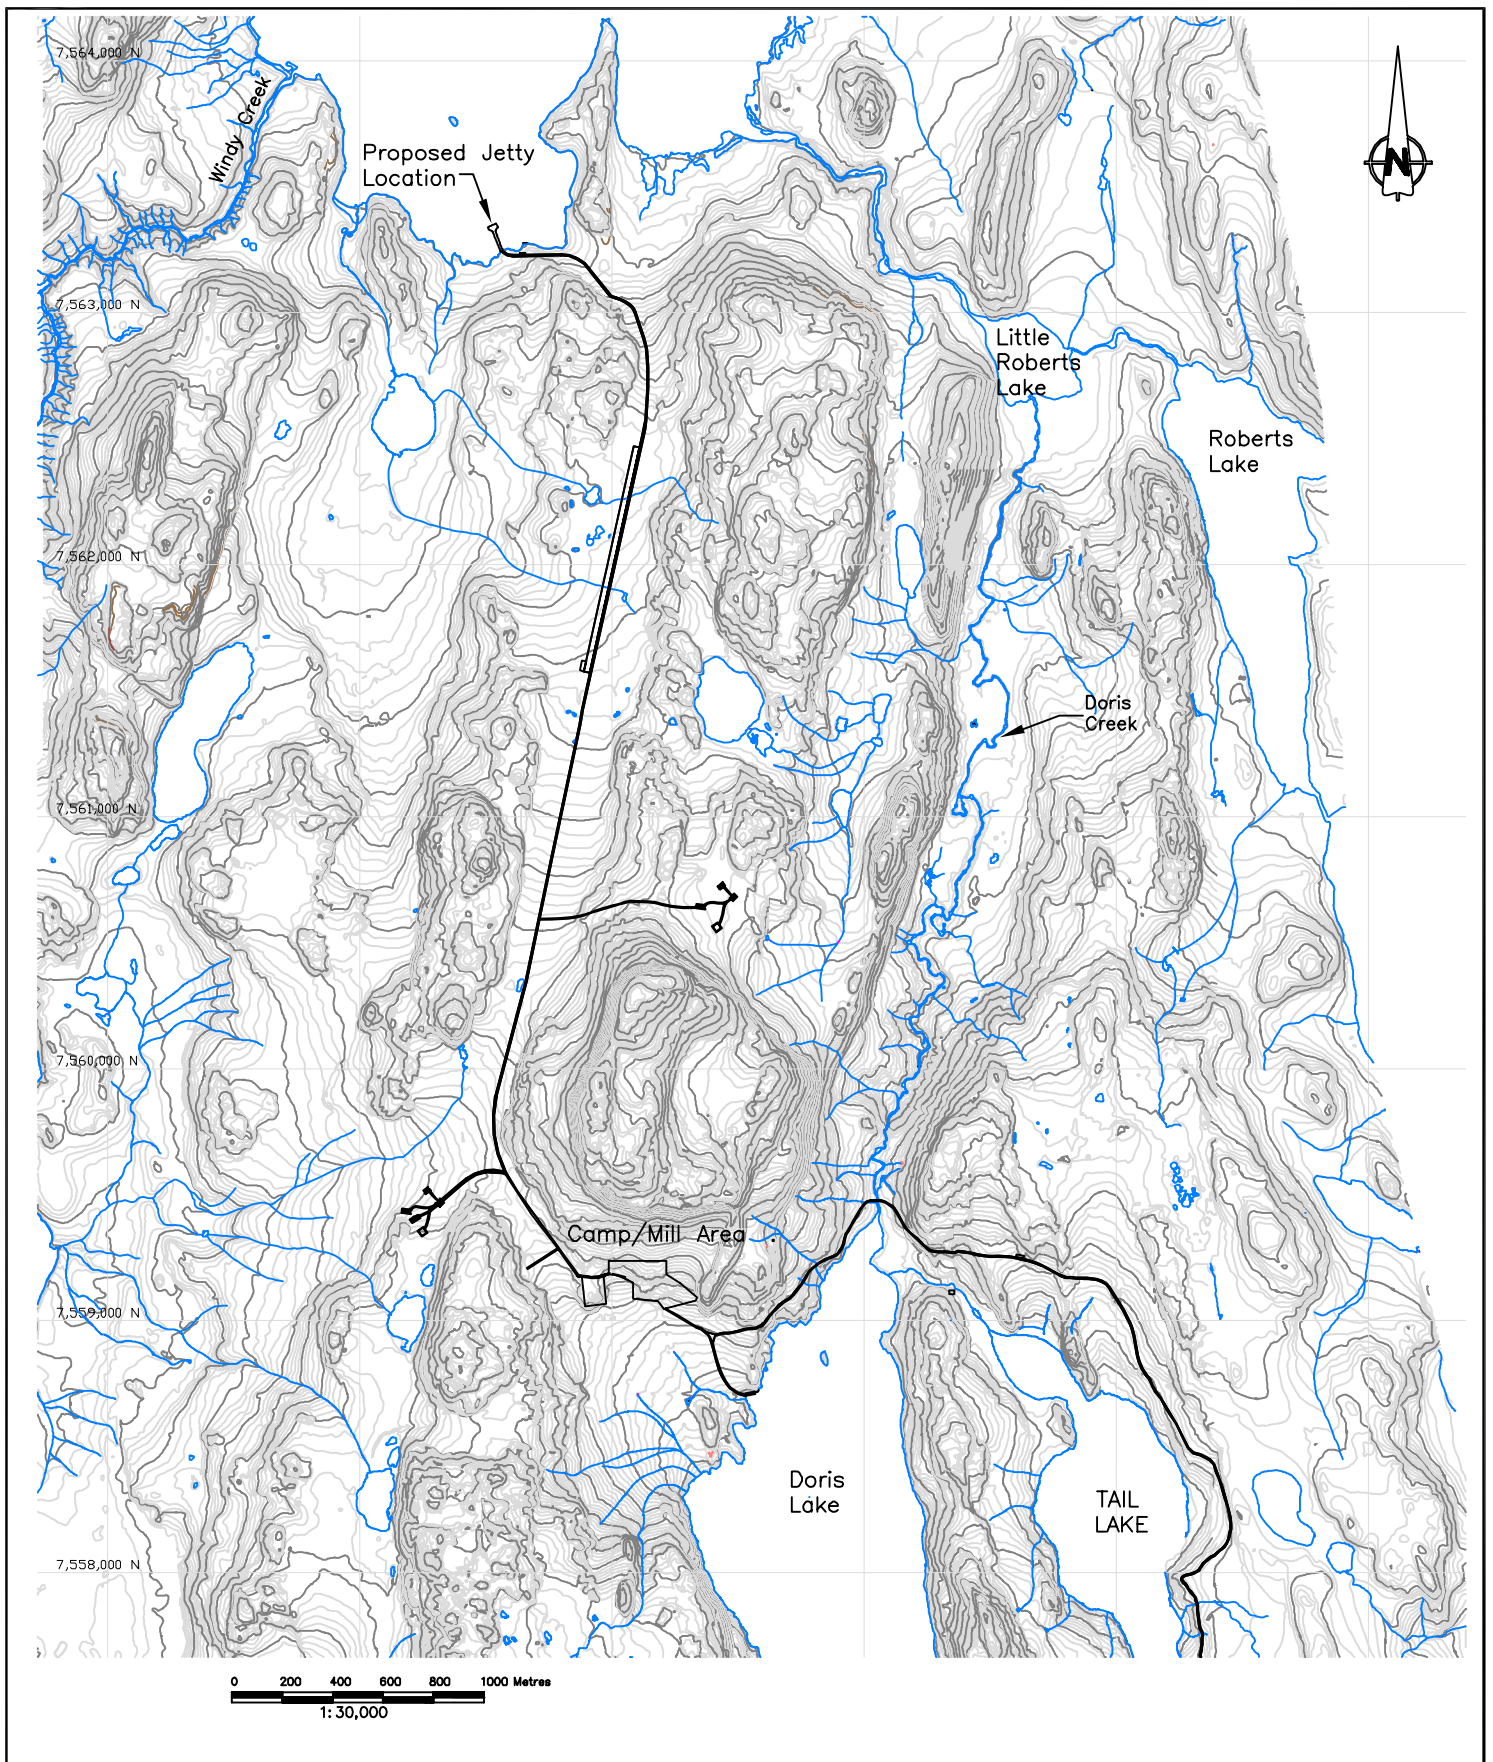 7,564,000 N
Windy Creek
Proposed Jetty
Location
N
7,563,000 N
Little
Roberts
Lake
Roberts
Lake
7,562,000 N
Doris
Creek
7,561,000 N
7,560,000 N
Camp/Mill Area
7,559,000 N
Doris
Lake
TAIL
LAKE
7,558,000 N
0 200 400 600 800 1000 Metres
1:30,000